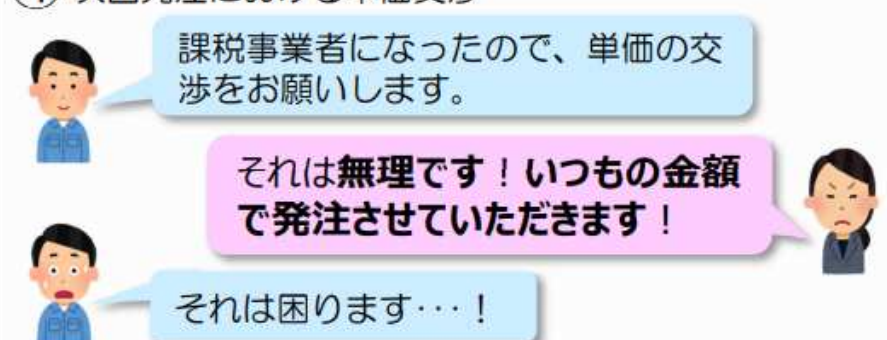 課税事業者になったので、単価の交
渉をお願いします。
それは無理です！いつもの金額
で発注させていただきます！
それは困ります･･･！